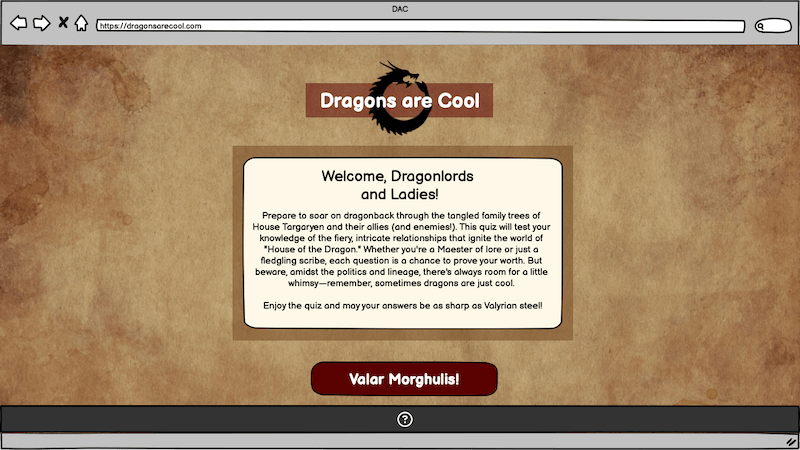 DAC
https://dragonsarecool.com
Dragons are Cool
Welcome, Dragonlords
and Ladies!
Prepare to soar on dragonback through the tangled family trees of
House Targaryen and their allies (and enemies!). This quiz will test your
knowledge of the fiery, intricate relationships that ignite the world of
"House of the Dragon." Whether you're a Maester of lore or just a
fledgling scribe, each question is a chance to prove your worth. But
beware, amidst the politics and lineage, there's always room for a little
whimsy—remember, sometimes dragons are just cool.
Enjoy the quiz and may your answers be as sharp as Valyrian steel!
Valar Morghulis!
?